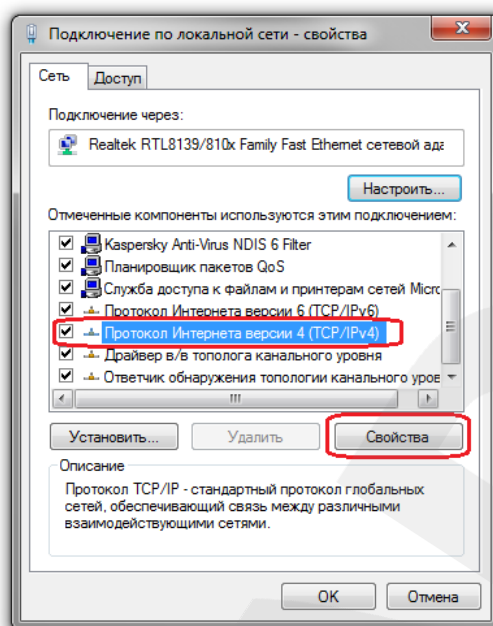 Подключение по локальной сети - свойства
Сеть
Доступ
Подключение через:
Realtek RTL8139/810x Family Fast Ethernet сетевой ада
Настроить...
Отмеченные компоненты используются этим подключением:
Kaspersky Anti-Virus NDIS 6 Filter
Планировщик пакетов QoS
Служба доступа к файлам и принтерам сетей Micro
Протокол Интернета версии 6 (TCP/IPv6)
Протокол Интернета версии 4 (TCP/IPv4)
Драйвер в/в тополога канального уровня
Ответчик обнаружения топологии канального уров
Установить...
Удалить
Свойства
Описание
Протокол TCP/IP - стандартный протокол глобальных
сетей, обеспечивающий связь между различными
взаимодействующими сетями.
OK
Отмена